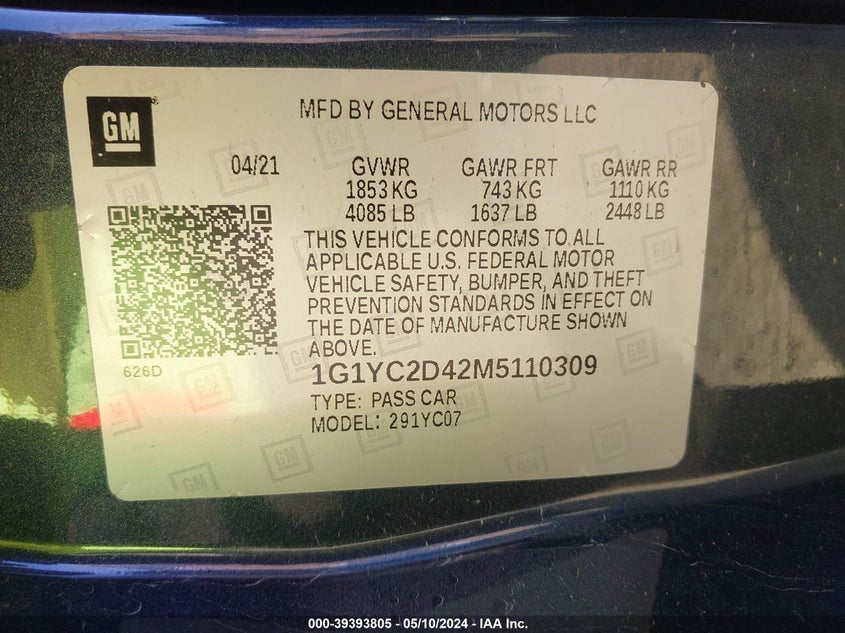 GM
MFD BY GENERAL MOTORS LLC
04/21 GVWR GAWR FRT GAWR RR
1853 KG 743 KG 1110 KG
4085 LB 1637 LB 2448 LB
THIS VEHICLE CONFORMS TO ALL
APPLICABLE U.S. FEDERAL MOTOR
VEHICLE SAFETY, BUMPER, AND THEFT
PREVENTION STANDARDS IN EFFECT ON
THE DATE OF MANUFACTURE SHOWN
ABOVE.
626D
1G1YC2D42M5110309
TYPE: PASS CAR
MODEL: 291YC07
000-39393805 - 05/10/2024 - IAA Inc.